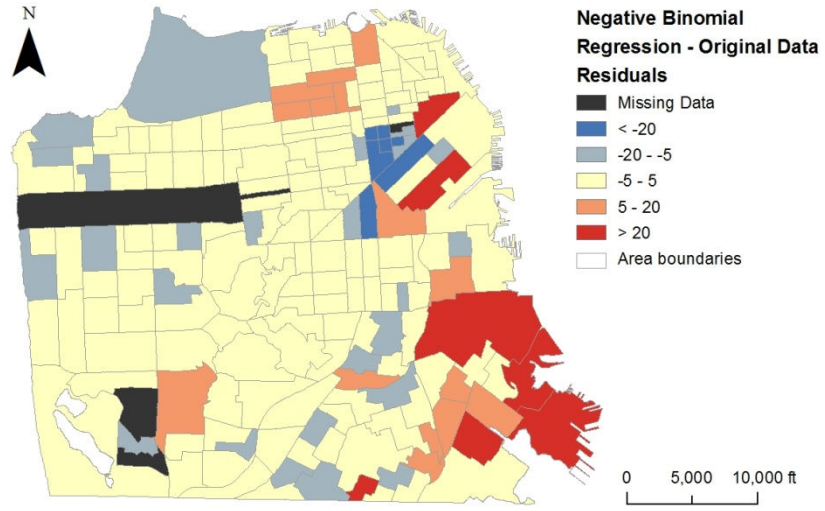 N
Negative Binomial
Regression - Original Data
Residuals
Missing Data
< -20
-20 - -5
-5 - 5
5 - 20
> 20
Area boundaries
0 5,000 10,000 ft